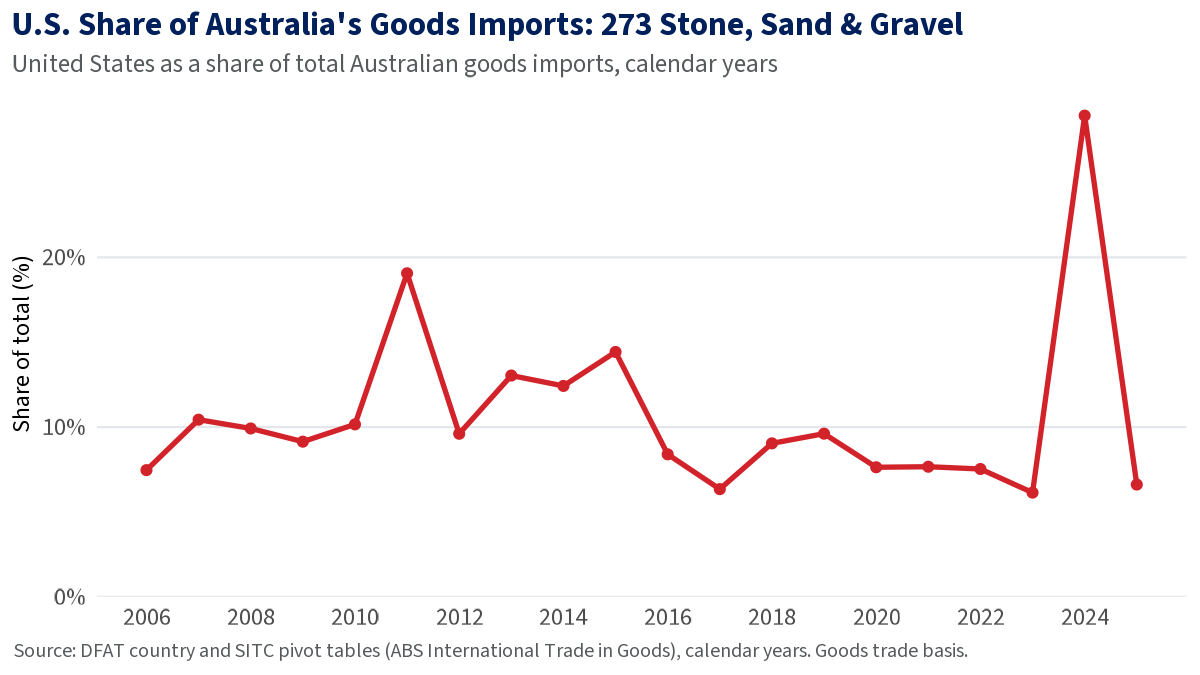 U.S. Share of Australia's Goods Imports: 273 Stone, Sand & Gravel
United States as a share of total Australian goods imports, calendar years
Share of total (%)
20%
10%
0%
2006 2008 2010 2012 2014 2016 2018 2020 2022 2024
Source: DFAT country and SITC pivot tables (ABS International Trade in Goods), calendar years. Goods trade basis.